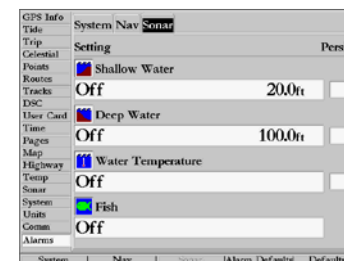 GPS Info
Tide
Trip
Celestial
Points
Routes
Tracks
DSC
User Card
Time
Pages
Map
Highway
Temp
Sonar
System
Units
Comm
Alarms
System Nav Sonar
Setting Pers
Shallow Water
Off 20.0ft
Deep Water
Off 100.0ft
Water Temperature
Off
Fish
Off
System Nav Sonar Alarm Defaults Defaults